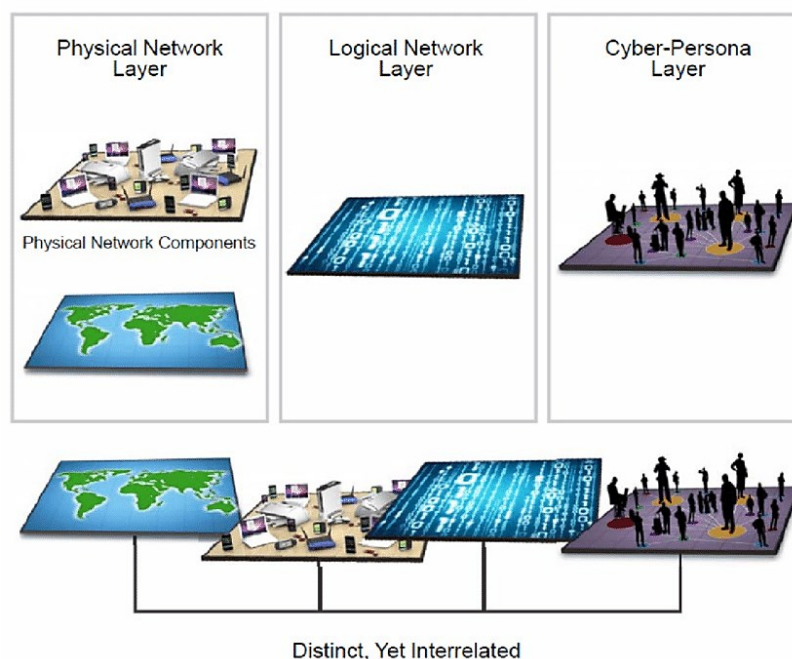 Physical Network
Layer
Logical Network
Layer
Cyber-Persona
Layer
Physical Network Components
Distinct, Yet Interrelated